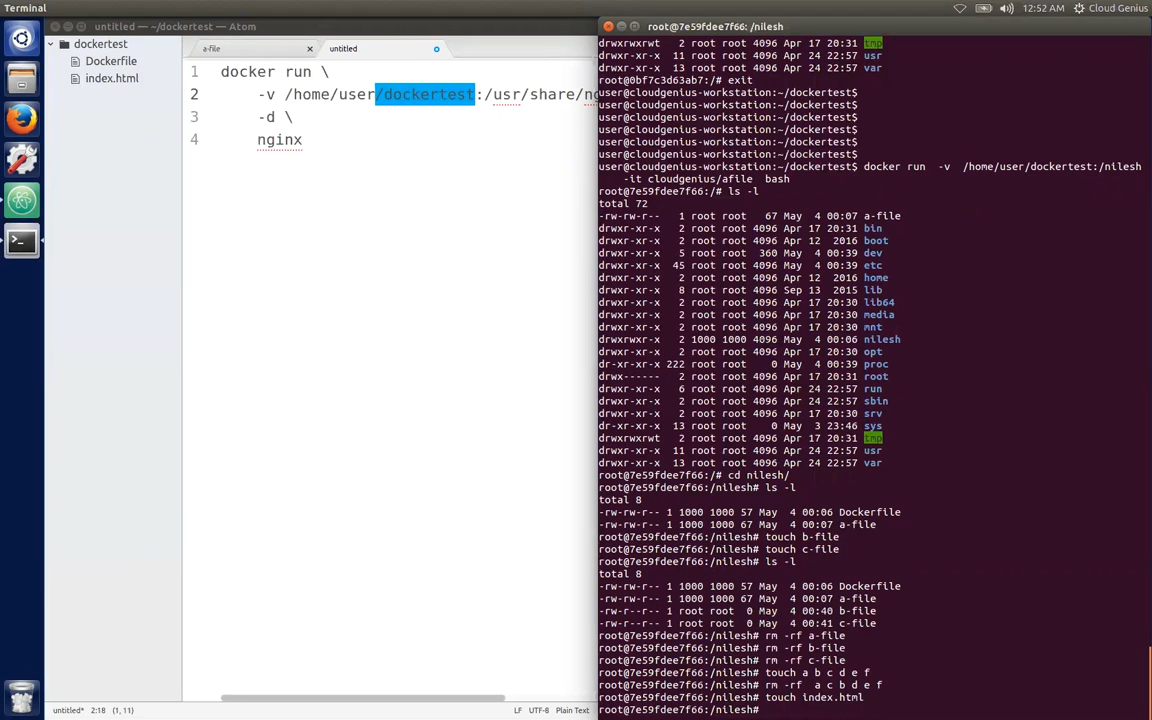 Terminal
12:52 AM
Cloud Genius
untitled — ~/dockertest — Atom
dockertest
Dockerfile
index.html
a-file
untitled
1 docker run \
2 -v /home/user/dockertest:/usr/share/ng
3 -d \
4 nginx
untitled* 2:18 (1, 11)
LF UTF-8 Plain Text
root@7e59fdee7f66: /nilesh
drwxrwxrwt 2 root root 4096 Apr 17 20:31 tmp
drwxr-xr-x 11 root root 4096 Apr 24 22:57 usr
drwxr-xr-x 13 root root 4096 Apr 24 22:57 var
root@0bf7c3d63ab7:/# exit
user@cloudgenius-workstation:~/dockertest$
user@cloudgenius-workstation:~/dockertest$
user@cloudgenius-workstation:~/dockertest$
user@cloudgenius-workstation:~/dockertest$
user@cloudgenius-workstation:~/dockertest$
user@cloudgenius-workstation:~/dockertest$
user@cloudgenius-workstation:~/dockertest$ docker run -v /home/user/dockertest:/nilesh
-it cloudgenius/afile bash
root@7e59fdee7f66:/# ls -l
total 72
-rw-rw-r-- 1 root root 67 May 4 00:07 a-file
drwxr-xr-x 2 root root 4096 Apr 17 20:31 bin
drwxr-xr-x 2 root root 4096 Apr 12 2016 boot
drwxr-xr-x 5 root root 360 May 4 00:39 dev
drwxr-xr-x 45 root root 4096 May 4 00:39 etc
drwxr-xr-x 2 root root 4096 Apr 12 2016 home
drwxr-xr-x 8 root root 4096 Sep 13 2015 lib
drwxr-xr-x 2 root root 4096 Apr 17 20:30 lib64
drwxr-xr-x 2 root root 4096 Apr 17 20:30 media
drwxr-xr-x 2 root root 4096 Apr 17 20:30 mnt
drwxrwxr-x 2 1000 1000 4096 May 4 00:06 nilesh
drwxr-xr-x 2 root root 4096 Apr 17 20:30 opt
dr-xr-xr-x 222 root root 0 May 4 00:39 proc
drwx------ 2 root root 4096 Apr 17 20:31 root
drwxr-xr-x 6 root root 4096 Apr 24 22:57 run
drwxr-xr-x 2 root root 4096 Apr 24 22:57 sbin
drwxr-xr-x 2 root root 4096 Apr 17 20:30 srv
dr-xr-xr-x 13 root root 0 May 3 23:46 sys
drwxrwxrwt 2 root root 4096 Apr 17 20:31 tmp
drwxr-xr-x 11 root root 4096 Apr 24 22:57 usr
drwxr-xr-x 13 root root 4096 Apr 24 22:57 var
root@7e59fdee7f66:/# cd nilesh/
root@7e59fdee7f66:/nilesh# ls -l
total 8
-rw-rw-r-- 1 1000 1000 57 May 4 00:06 Dockerfile
-rw-rw-r-- 1 1000 1000 67 May 4 00:07 a-file
root@7e59fdee7f66:/nilesh# touch b-file
root@7e59fdee7f66:/nilesh# touch c-file
root@7e59fdee7f66:/nilesh# ls -l
total 8
-rw-rw-r-- 1 1000 1000 57 May 4 00:06 Dockerfile
-rw-rw-r-- 1 1000 1000 67 May 4 00:07 a-file
-rw-r--r-- 1 root root 0 May 4 00:40 b-file
-rw-r--r-- 1 root root 0 May 4 00:41 c-file
root@7e59fdee7f66:/nilesh# rm -rf a-file
root@7e59fdee7f66:/nilesh# rm -rf b-file
root@7e59fdee7f66:/nilesh# rm -rf c-file
root@7e59fdee7f66:/nilesh# touch a b c d e f
root@7e59fdee7f66:/nilesh# rm -rf a c b d e f
root@7e59fdee7f66:/nilesh# touch index.html
root@7e59fdee7f66:/nilesh#